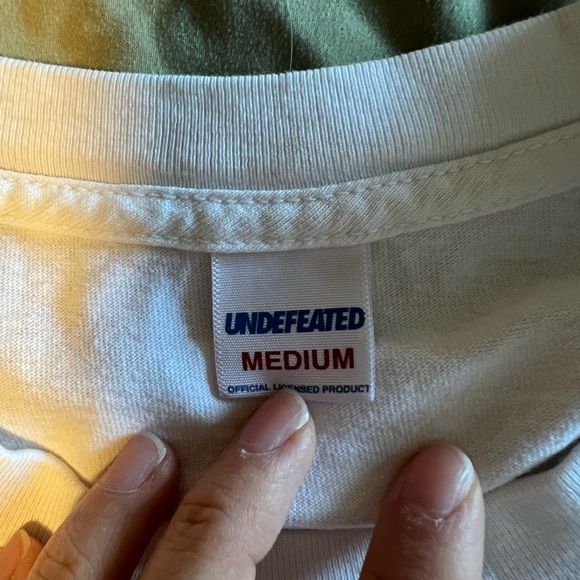 UNDEFEATED
MEDIUM
OFFICIAL LICENSED PRODUCT